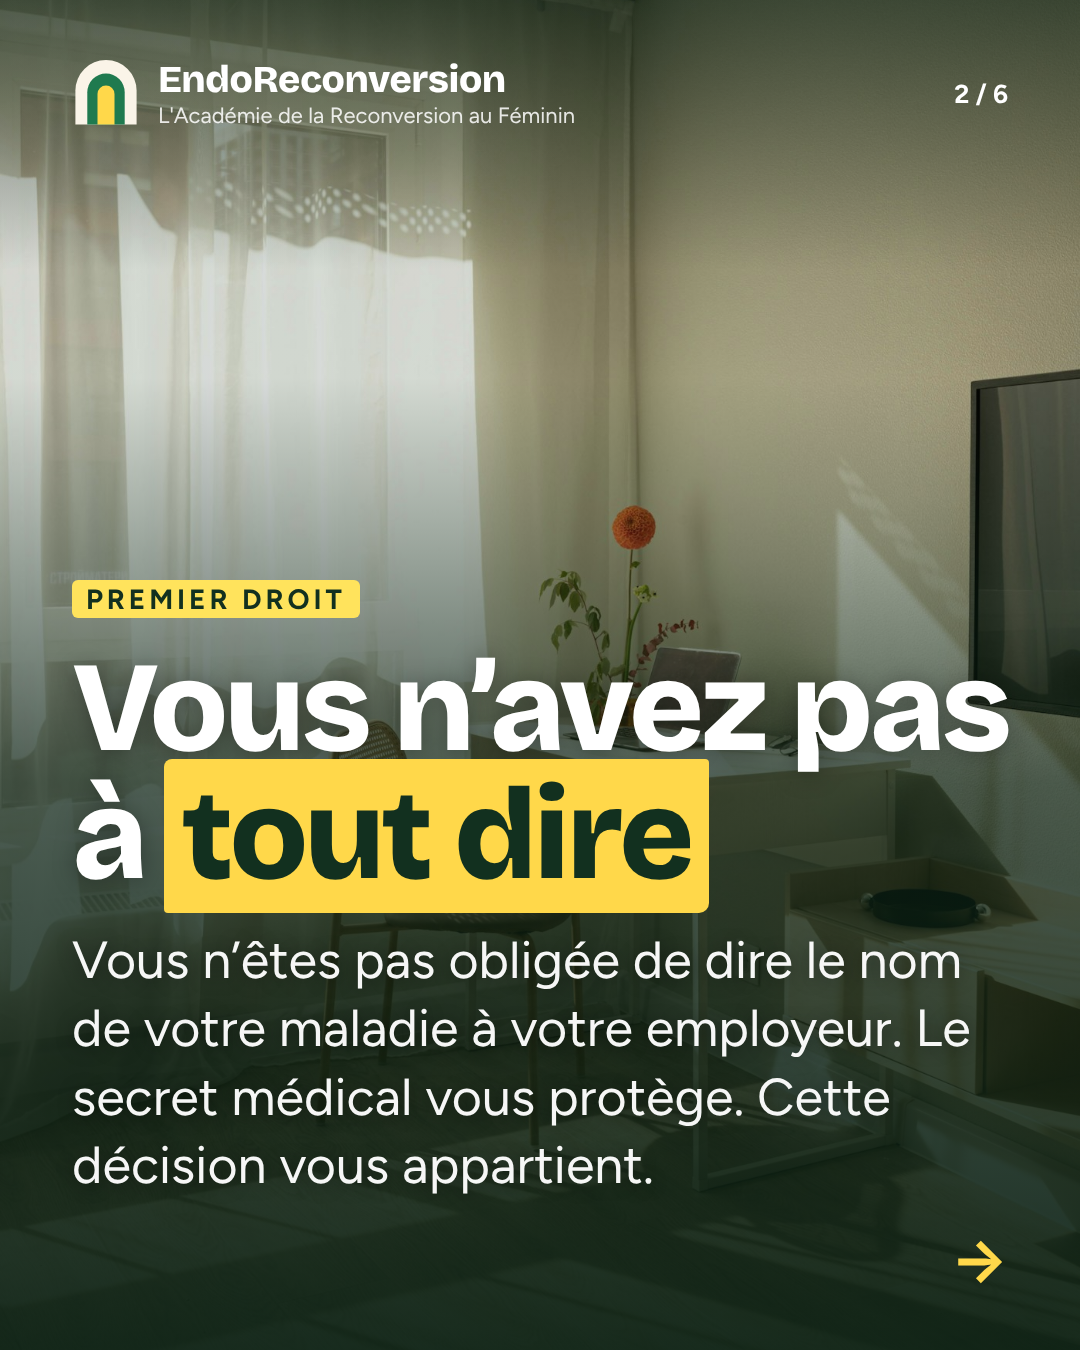 EndoReconversion
L'Académie de la Reconversion au Féminin
2 / 6
PREMIER DROIT
Vous n’avez pas
à tout dire
Vous n’êtes pas obligée de dire le nom
de votre maladie à votre employeur. Le
secret médical vous protège. Cette
décision vous appartient.